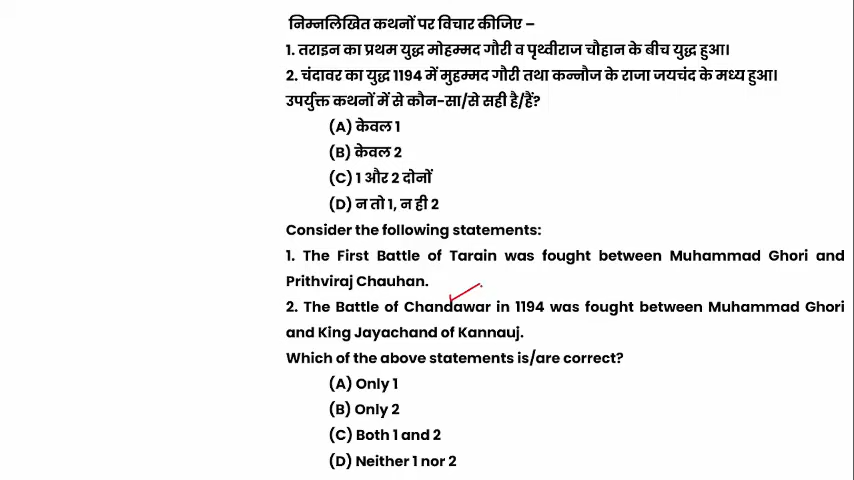 निम्नलिखित कथनों पर विचार कीजिए –
1. तराइन का प्रथम युद्ध मोहम्मद गौरी व पृथ्वीराज चौहान के बीच युद्ध हुआ।
2. चंदावर का युद्ध 1194 में मुहम्मद गौरी तथा कन्नौज के राजा जयचंद के मध्य हुआ।
उपर्युक्त कथनों में से कौन-सा/से सही है/हैं?
(A) केवल 1
(B) केवल 2
(C) 1 और 2 दोनों
(D) न तो 1, न ही 2
Consider the following statements:
1. The First Battle of Tarain was fought between Muhammad Ghori and
Prithviraj Chauhan.
2. The Battle of Chandawar in 1194 was fought between Muhammad Ghori
and King Jayachand of Kannauj.
Which of the above statements is/are correct?
(A) Only 1
(B) Only 2
(C) Both 1 and 2
(D) Neither 1 nor 2